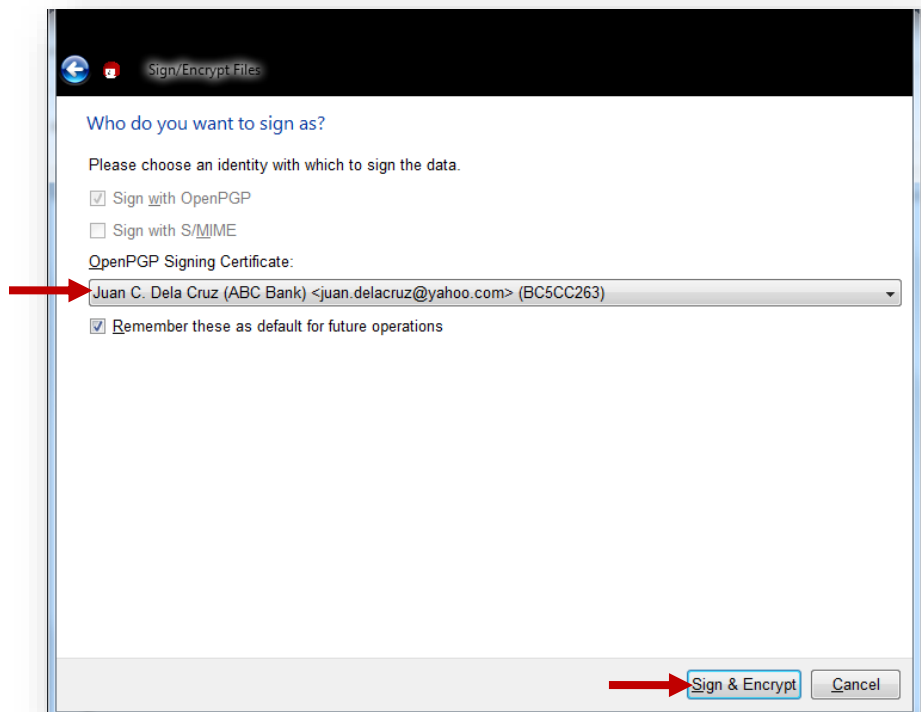 Sign/Encrypt Files
Who do you want to sign as?
Please choose an identity with which to sign the data.
Sign with OpenPGP
Sign with S/MIME
OpenPGP Signing Certificate:
Juan C. Dela Cruz (ABC Bank) <juan.delacruz@yahoo.com> (BC5CC263)
Remember these as default for future operations
Sign & Encrypt Cancel